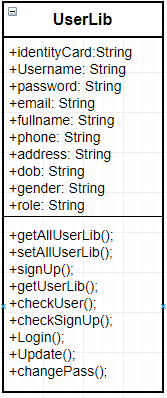 UserLib
+identityCard:String
+Username: String
+password: String
+email: String
+fullname: String
+phone: String
+address: String
+dob: String
+gender: String
+role: String
+getAllUserLib();
+setAllUserLib();
+signUp();
+getUserLib();
+checkUser();
+checkSignUp();
+Login();
+Update();
+changePass();